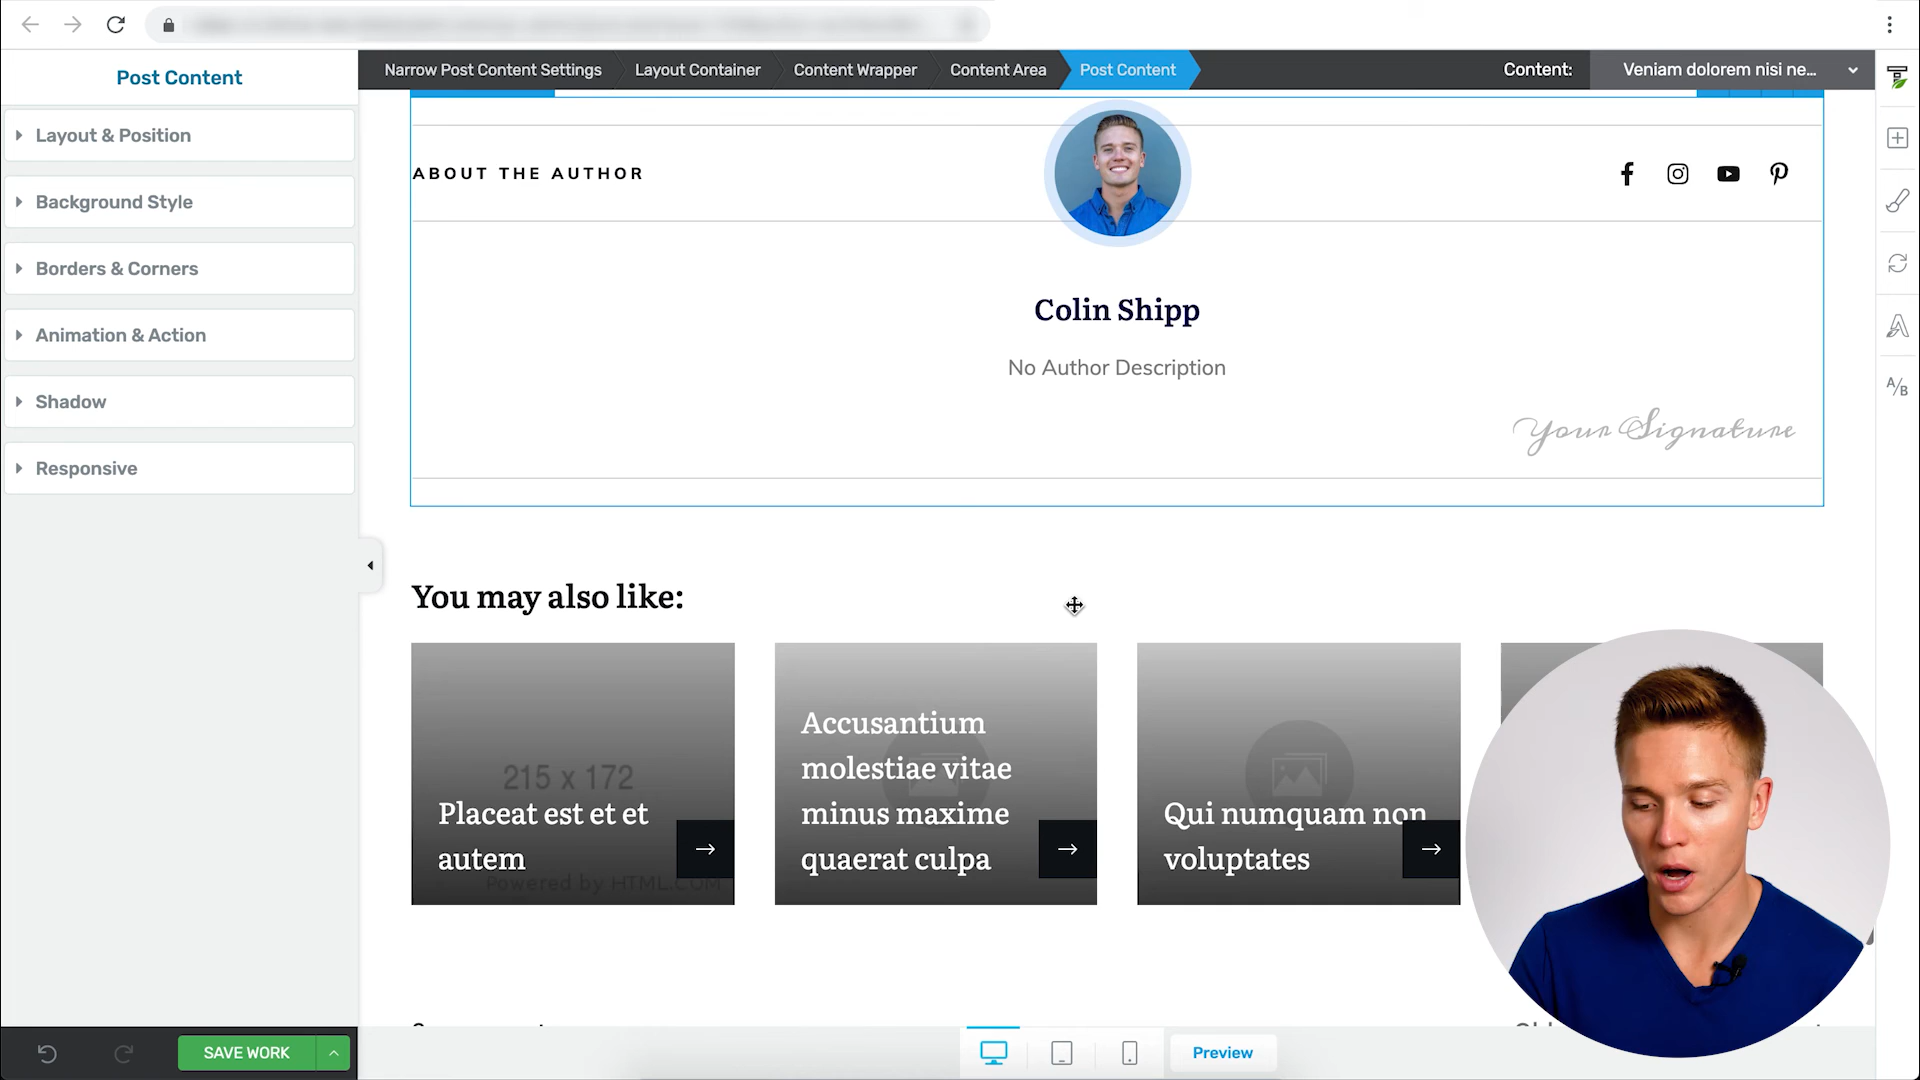 Post Content
Narrow Post Content Settings
Layout Container
Content Wrapper
Content Area
Post Content
Content:
Veniam dolorem nisi ne...
Layout & Position
Background Style
Borders & Corners
Animation & Action
Shadow
Responsive
ABOUT THE AUTHOR
Colin Shipp
No Author Description
Your Signature
You may also like:
215 x 172
Placeat est et et
autem
Powered by HTML.COM
Accusantium
molestiae vitae
minus maxime
quaerat culpa
Qui numquam non
voluptates
A/B
SAVE WORK
Preview